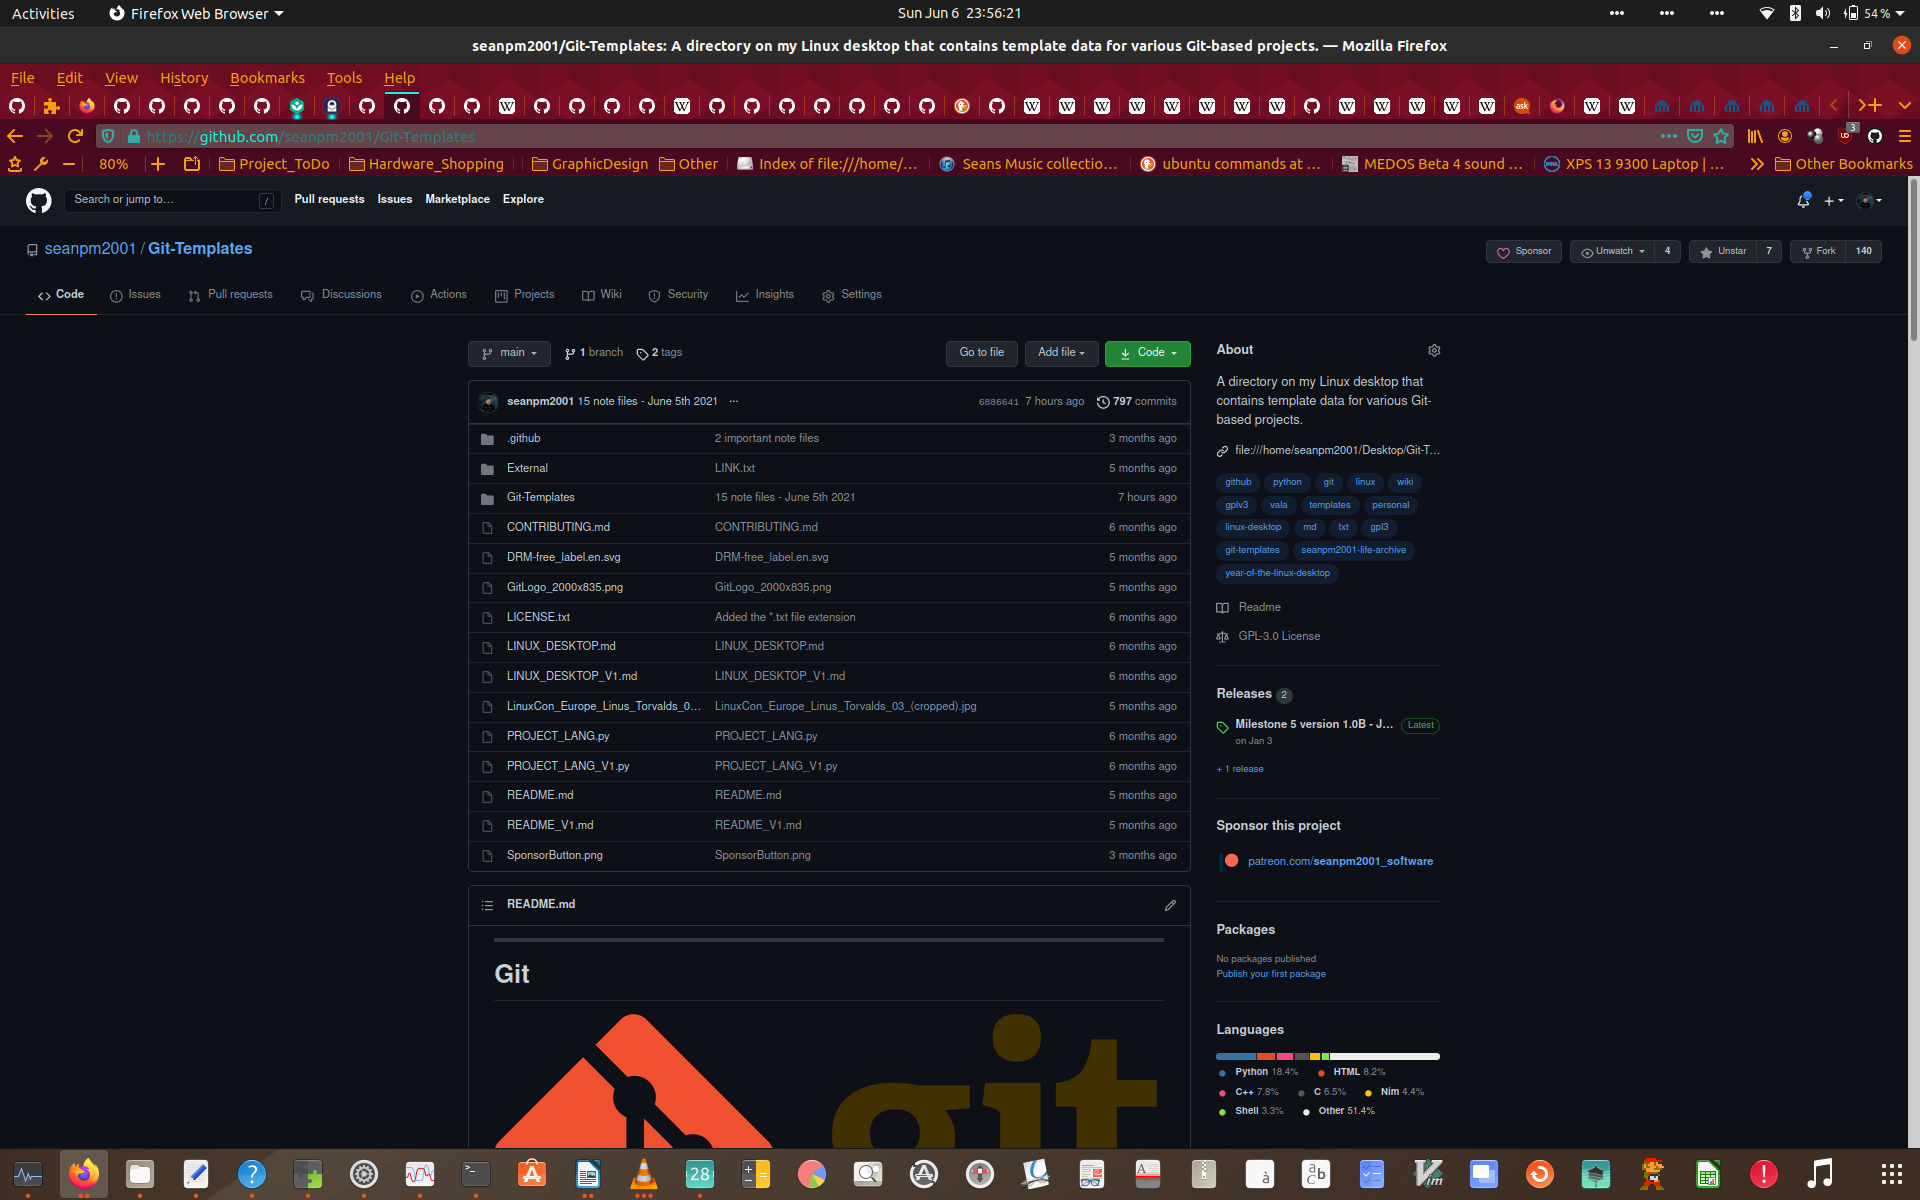 Activities Firefox Web Browser Sun Jun 6 23:56:21 54 %
seanpm2001/Git-Templates: A directory on my Linux desktop that contains template data for various Git-based projects. — Mozilla Firefox
File Edit View History Bookmarks Tools Help
https://github.com/seanpm2001/Git-Templates 3
80% Project_ToDo Hardware_Shopping GraphicDesign Other Index of file:///home/… Seans Music collectio… ubuntu commands at … MEDOS Beta 4 sound … XPS 13 9300 Laptop | … Other Bookmarks
Search or jump to… / Pull requests Issues Marketplace Explore
seanpm2001 / Git-Templates Sponsor Unwatch 4 Unstar 7 Fork 140
Code Issues Pull requests Discussions Actions Projects Wiki Security Insights Settings
main 1 branch 2 tags Go to file Add file Code
seanpm2001 15 note files - June 5th 2021 ... 6886641 7 hours ago 797 commits
.github 2 important note files 3 months ago
External LINK.txt 5 months ago
Git-Templates 15 note files - June 5th 2021 7 hours ago
CONTRIBUTING.md CONTRIBUTING.md 6 months ago
DRM-free_label.en.svg DRM-free_label.en.svg 5 months ago
GitLogo_2000x835.png GitLogo_2000x835.png 5 months ago
LICENSE.txt Added the *.txt file extension 6 months ago
LINUX_DESKTOP.md LINUX_DESKTOP.md 6 months ago
LINUX_DESKTOP_V1.md LINUX_DESKTOP_V1.md 6 months ago
LinuxCon_Europe_Linus_Torvalds_0… LinuxCon_Europe_Linus_Torvalds_03_(cropped).jpg 5 months ago
PROJECT_LANG.py PROJECT_LANG.py 6 months ago
PROJECT_LANG_V1.py PROJECT_LANG_V1.py 6 months ago
README.md README.md 5 months ago
README_V1.md README_V1.md 5 months ago
SponsorButton.png SponsorButton.png 3 months ago
README.md
Git
git
About
A directory on my Linux desktop that
contains template data for various Git-
based projects.
file:///home/seanpm2001/Desktop/Git-T…
github python git linux wiki
gplv3 vala templates personal
linux-desktop md txt gpl3
git-templates seanpm2001-life-archive
year-of-the-linux-desktop
Readme
GPL-3.0 License
Releases 2
Milestone 5 version 1.0B - J… Latest
on Jan 3
+ 1 release
Sponsor this project
patreon.com/seanpm2001_software
Packages
No packages published
Publish your first package
Languages
Python 18.4% HTML 8.2%
C++ 7.8% C 6.5% Nim 4.4%
Shell 3.3% Other 51.4%
28